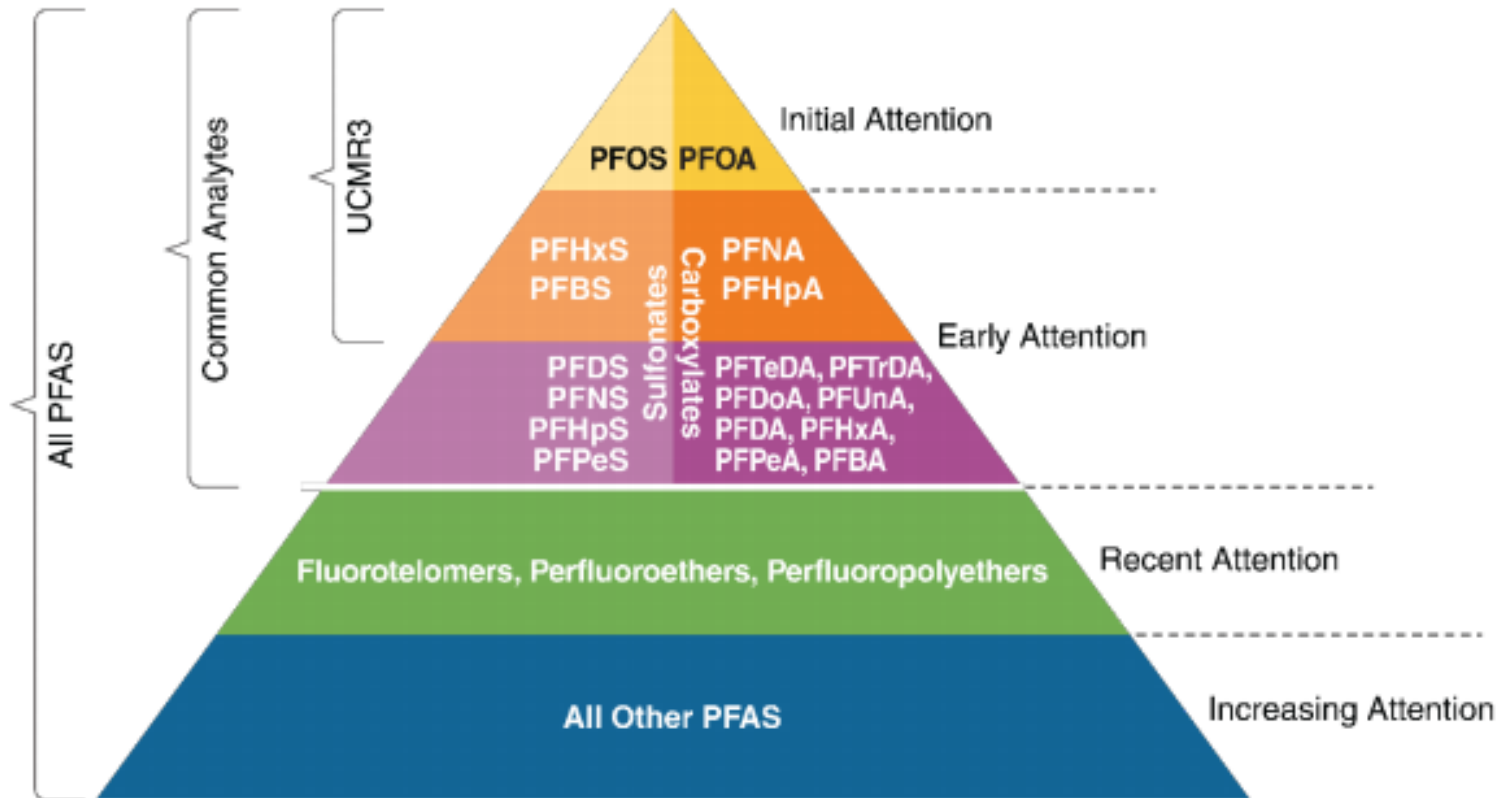 All PFAS
Common Analytes
UCMR3
PFOS PFOA
Initial Attention
PFHxS
PFBS
Sulfonates
Carboxylates
PFNA
PFHpA
Early Attention
PFDS
PFNS
PFHpS
PFPeS
PFTeDA, PFTrDA,
PFDoA, PFUnA,
PFDA, PFHxA,
PFPeA, PFBA
Fluorotelomers, Perfluoroethers, Perfluoropolyethers
Recent Attention
All Other PFAS
Increasing Attention